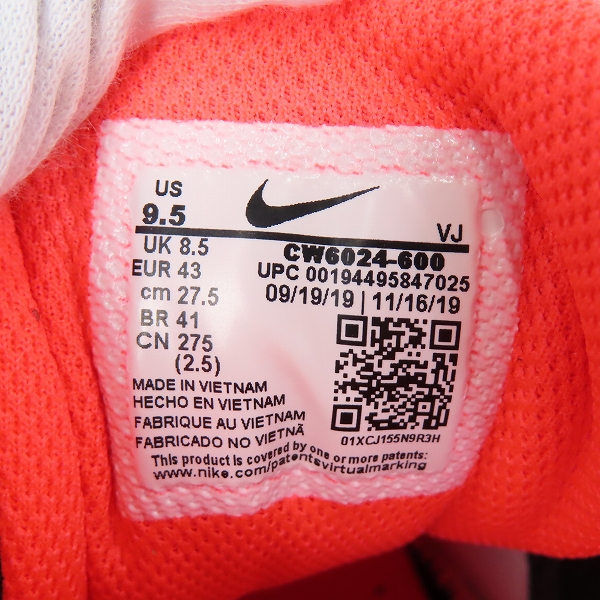 US
9.5
VJ
UK 8.5
CW6024-600
EUR 43
UPC 00194495847025
cm 27.5
09/19/19 | 11/16/19
BR 41
CN 275
(2.5)
MADE IN VIETNAM
HECHO EN VIETNAM
FABRIQUE AU VIETNAM
FABRICADO NO VIETNÃ
01XCJ155N9R3H
This product is covered by one or more patents:
www.nike.com/patentsvirtualmarking